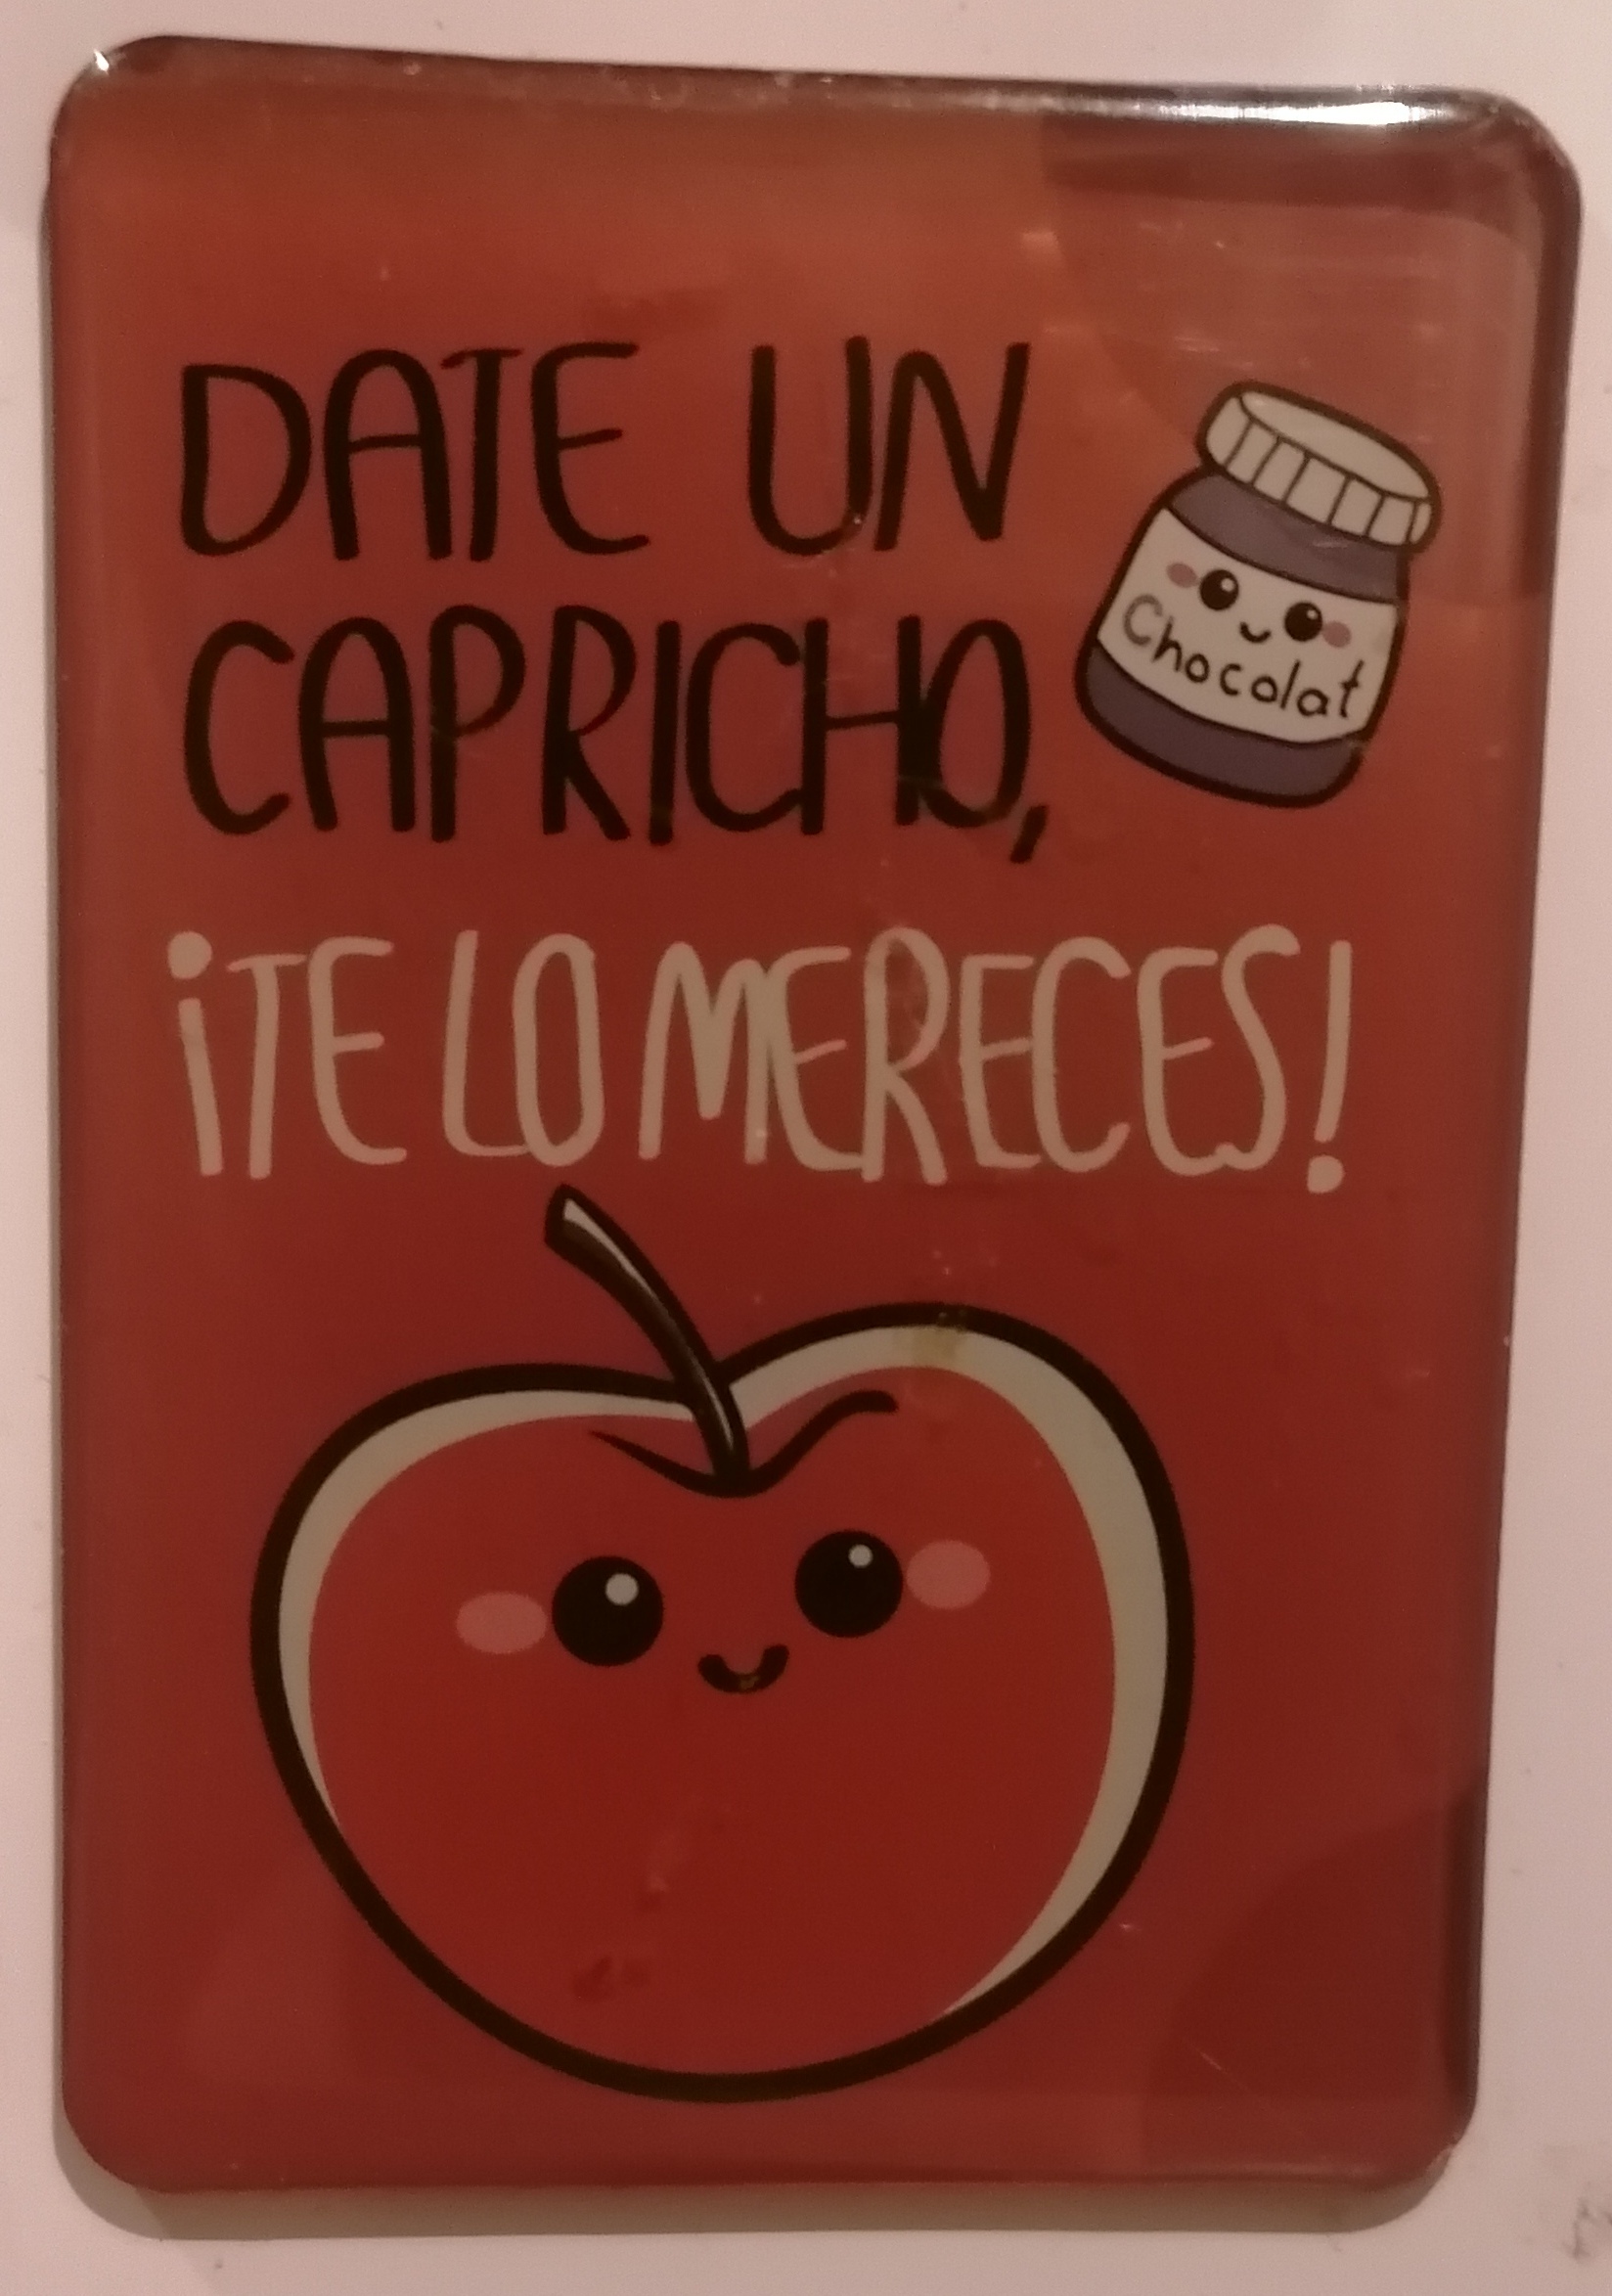 DATE UN
CAPRICHO,
Chocolat
¡TE LO MERECES!